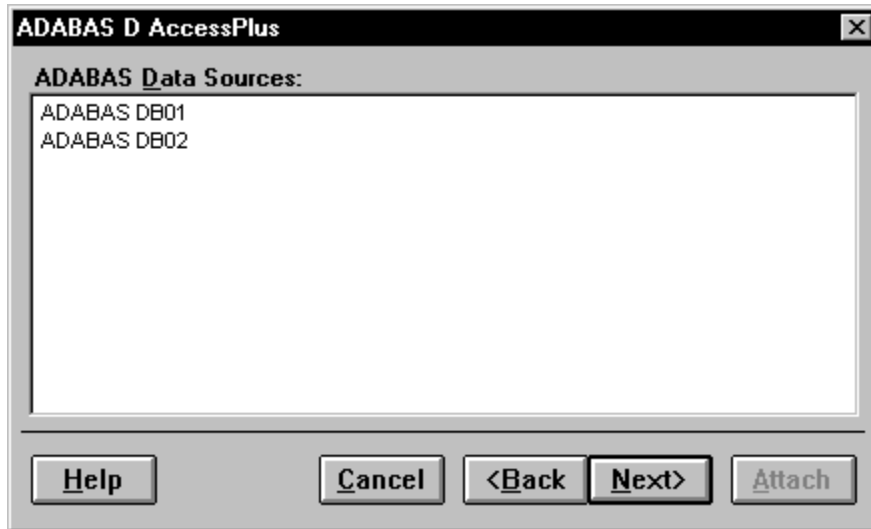 ADABAS D AccessPlus
ADABAS Data Sources:
ADABAS DB01
ADABAS DB02
Help Cancel <Back Next> Attach